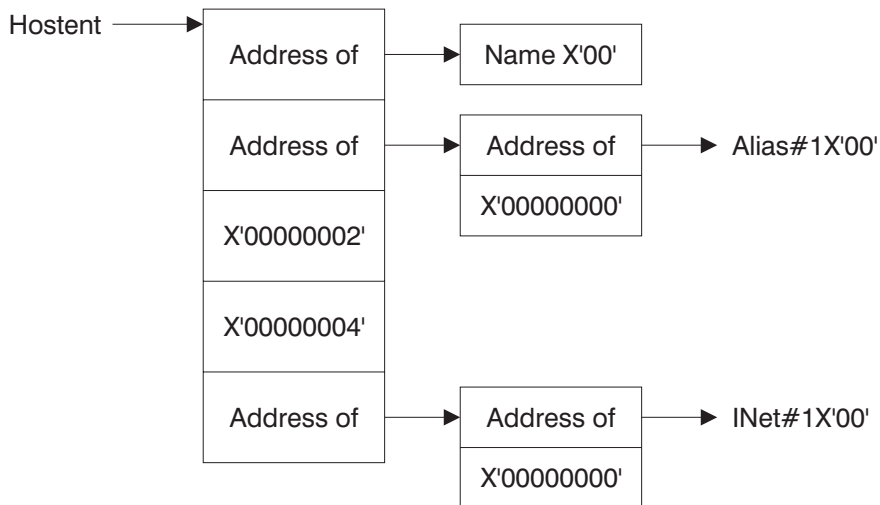 Hostent
Address of
Name X'00'
Address of
Address of
Alias#1X'00'
X'00000000'
X'00000002'
X'00000004'
Address of
Address of
INet#1X'00'
X'00000000'